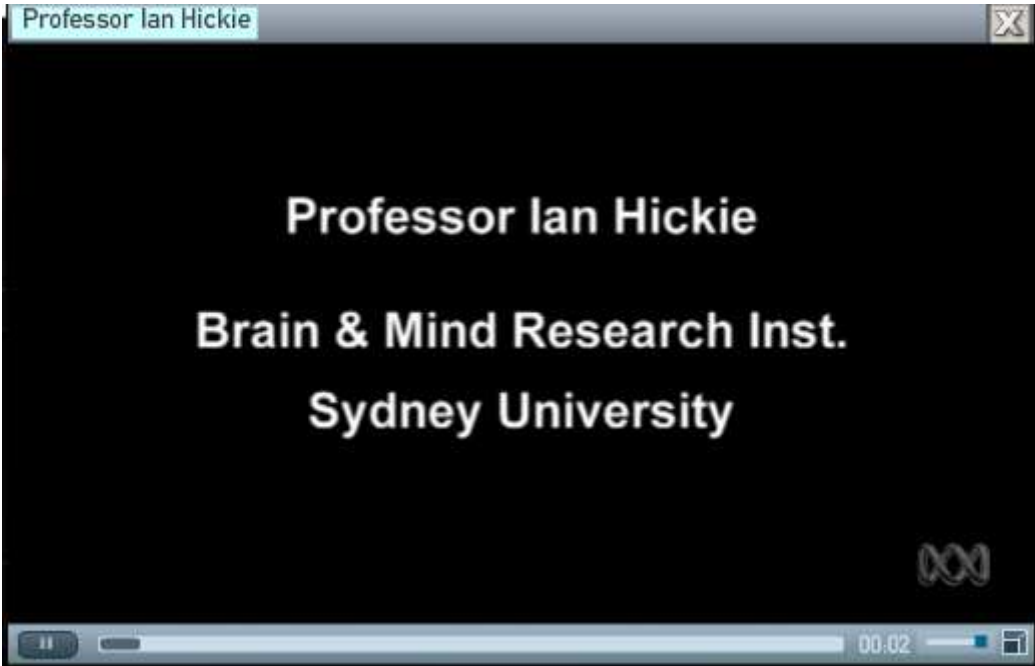 Professor Ian Hickie
Professor Ian Hickie
Brain & Mind Research Inst.
Sydney University
00:02